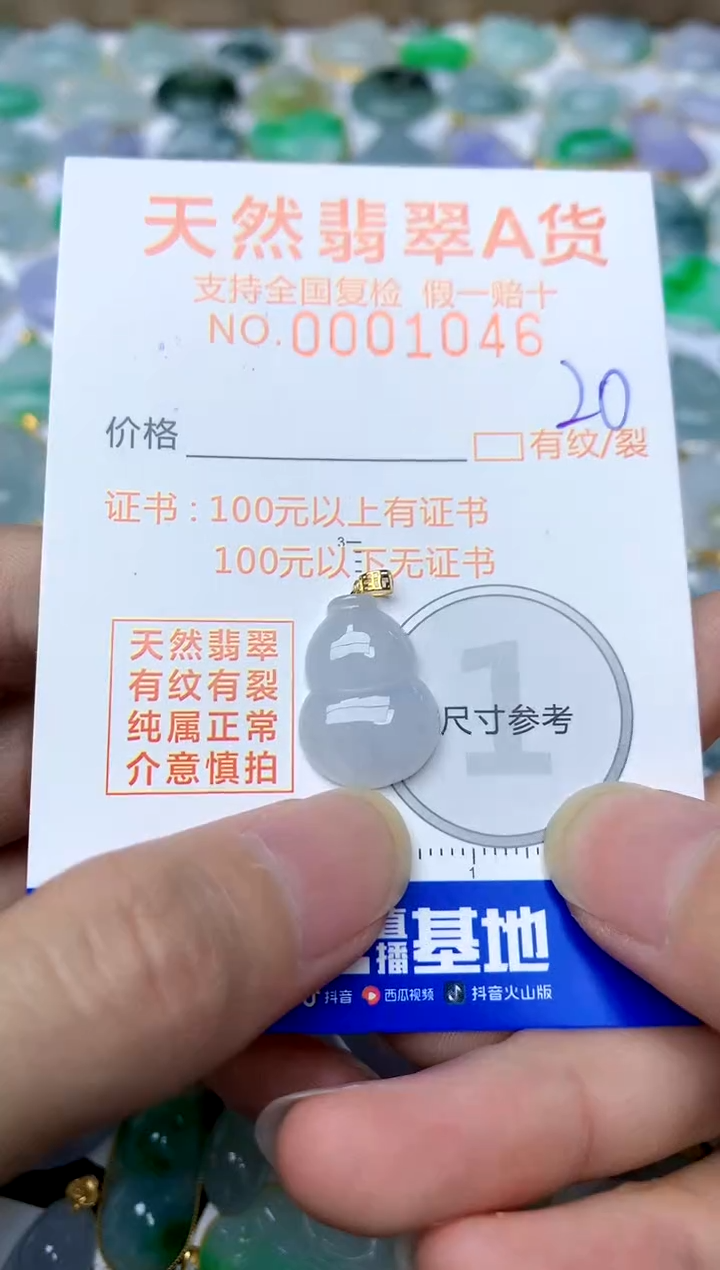 天然翡翠A货
支持全国复检 假一赔十
NO.0001046
20
价格
有纹/裂
证书：100元以上有证书
100元以下无证书
天然翡翠
有纹有裂
纯属正常
介意慎拍
1
尺寸参考
1
直播基地
抖音 西瓜视频 抖音火山版